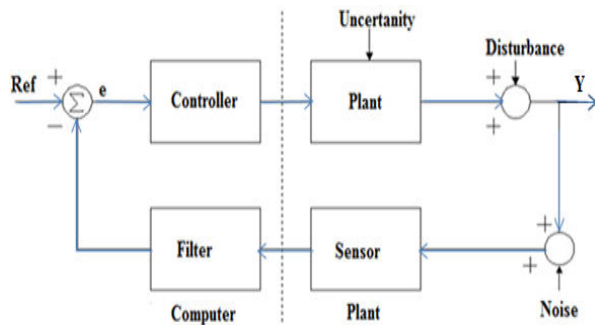 Uncertanity
Disturbance
Ref
+
e
Controller
Plant
+
+
Y
Σ
−
Filter
Sensor
+
+
Computer
Plant
Noise